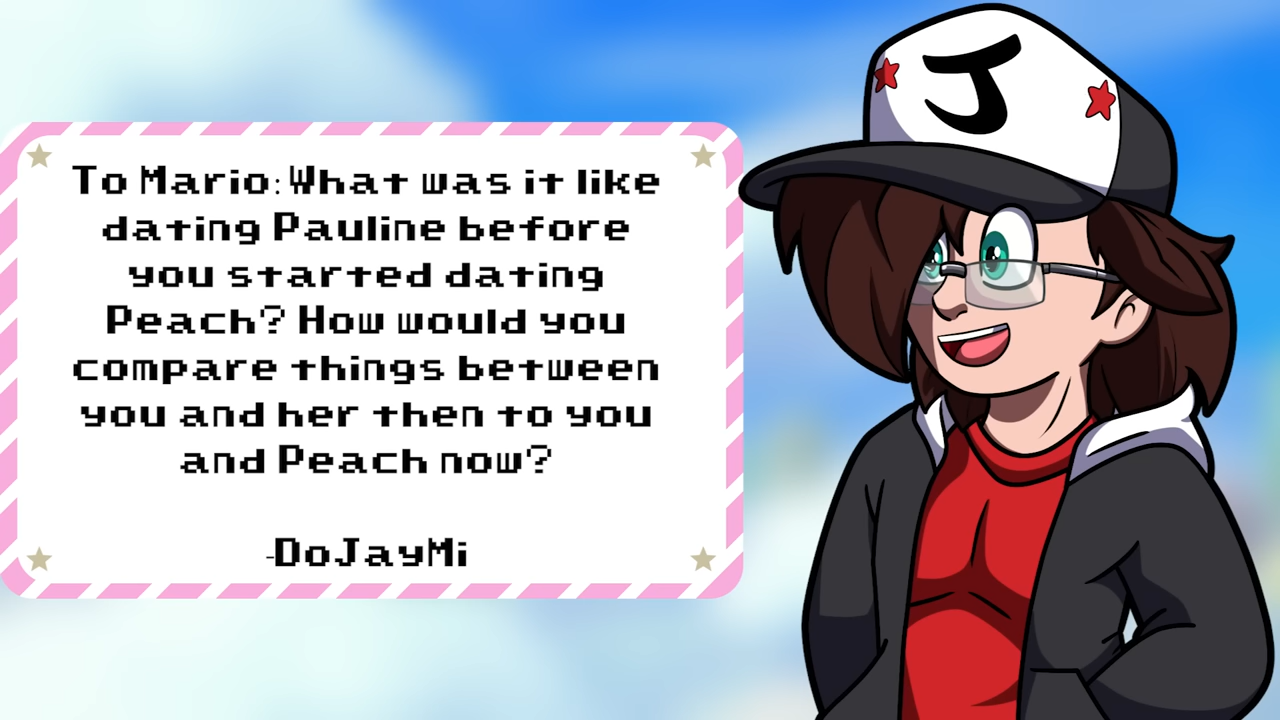 To Mario: What was it like
dating Pauline before
you started dating
Peach? How would you
compare things between
you and her then to you
and Peach now?
-DoJayMi
J